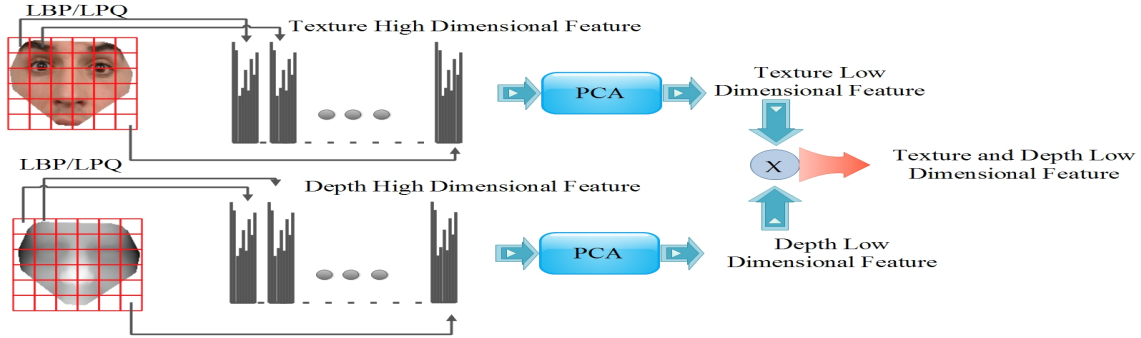 LBP/LPQ
Texture High Dimensional Feature
PCA
Texture Low
Dimensional Feature
X
Texture and Depth Low
Dimensional Feature
LBP/LPQ
Depth High Dimensional Feature
PCA
Depth Low
Dimensional Feature